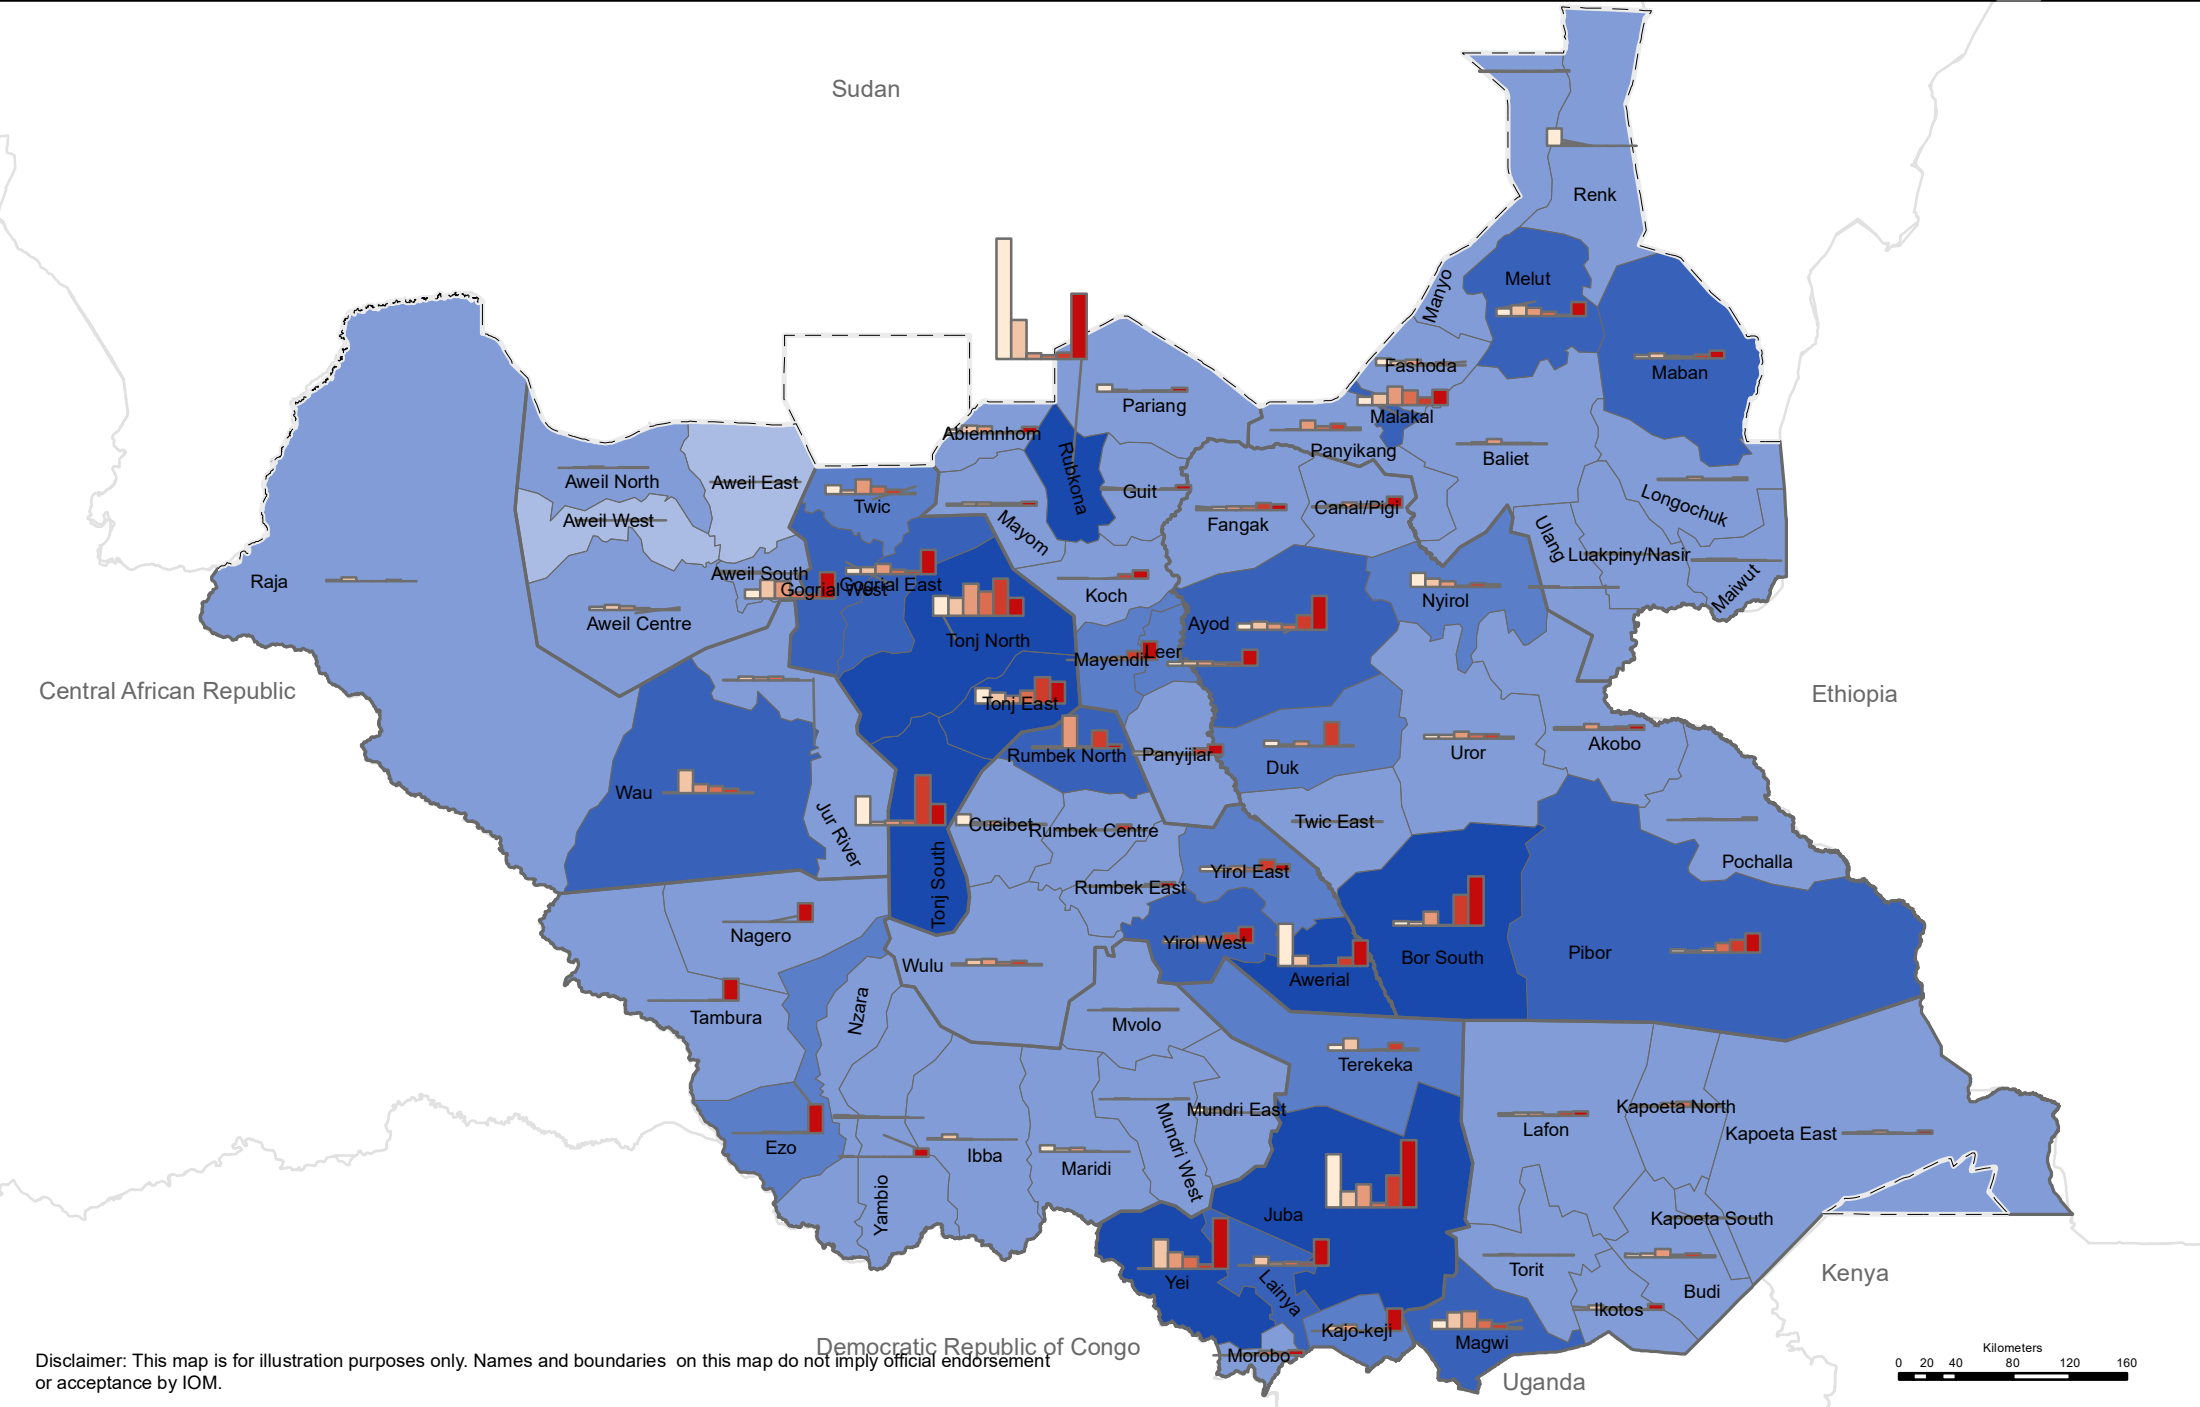 Sudan
Renk
Melut
Manyo
Maban
Fashoda
Pariang
Malakal
Abiemnhom
Panyikang
Baliet
Rubkona
Aweil North
Aweil East
Twic
Guit
Longochuk
Aweil West
Fangak
Canal/Pigi
Mayom
Ulang
Luakpiny/Nasir
Raja
Aweil South
Gogrial West
Gogrial East
Koch
Nyirol
Maiwut
Aweil Centre
Tonj North
Ayod
Mayendit
Leer
Central African Republic
Ethiopia
Tonj East
Rumbek North
Panyijiar
Duk
Uror
Akobo
Wau
Jur River
Cueibet
Rumbek Centre
Twic East
Pochalla
Tonj South
Rumbek East
Yirol East
Nagero
Wulu
Yirol West
Awerial
Bor South
Pibor
Tambura
Nzara
Mvolo
Terekeka
Mundri East
Kapoeta North
Lafon
Kapoeta East
Ezo
Ibba
Maridi
Mundri West
Yambio
Juba
Kapoeta South
Yei
Lainya
Torit
Budi
Kenya
Ikotos
Kajo-keji
Magwi
Morobo
Democratic Republic of Congo
Uganda
Disclaimer: This map is for illustration purposes only. Names and boundaries  on this map do not imply official endorsement
or acceptance by IOM.
Kilometers
0 20 40 80 120 160